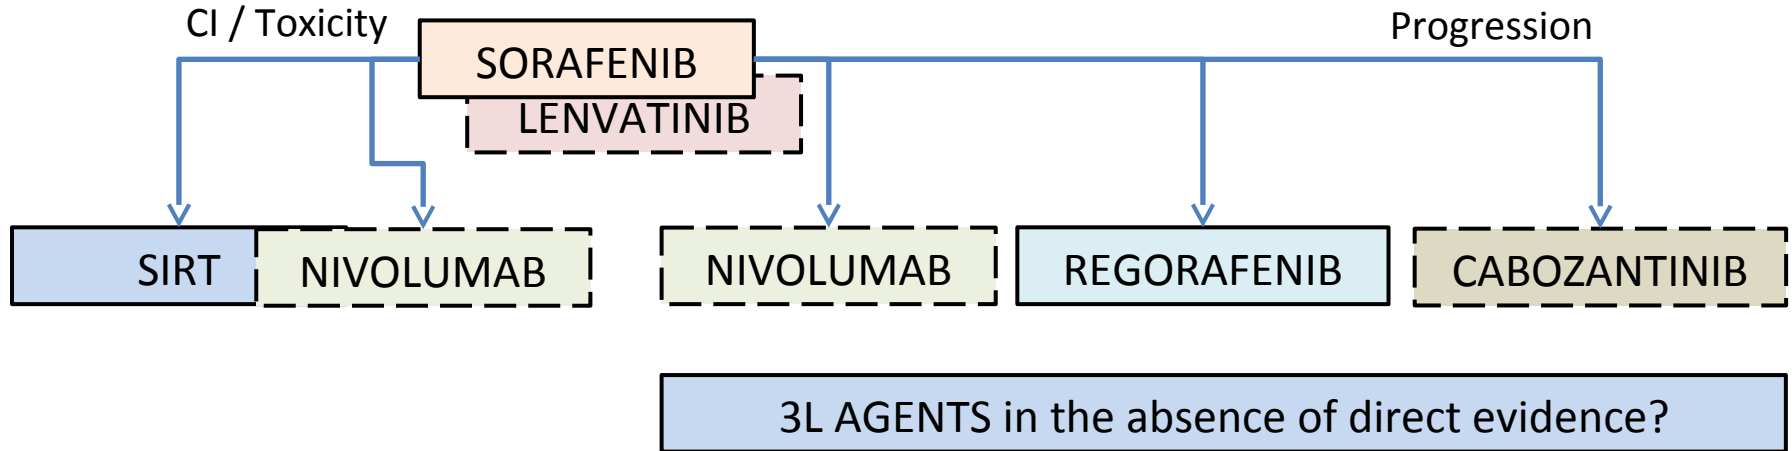 CI / Toxicity
Progression
SORAFENIB
LENVATINIB
SIRT
NIVOLUMAB
NIVOLUMAB
REGORAFENIB
CABOZANTINIB
3L AGENTS in the absence of direct evidence?